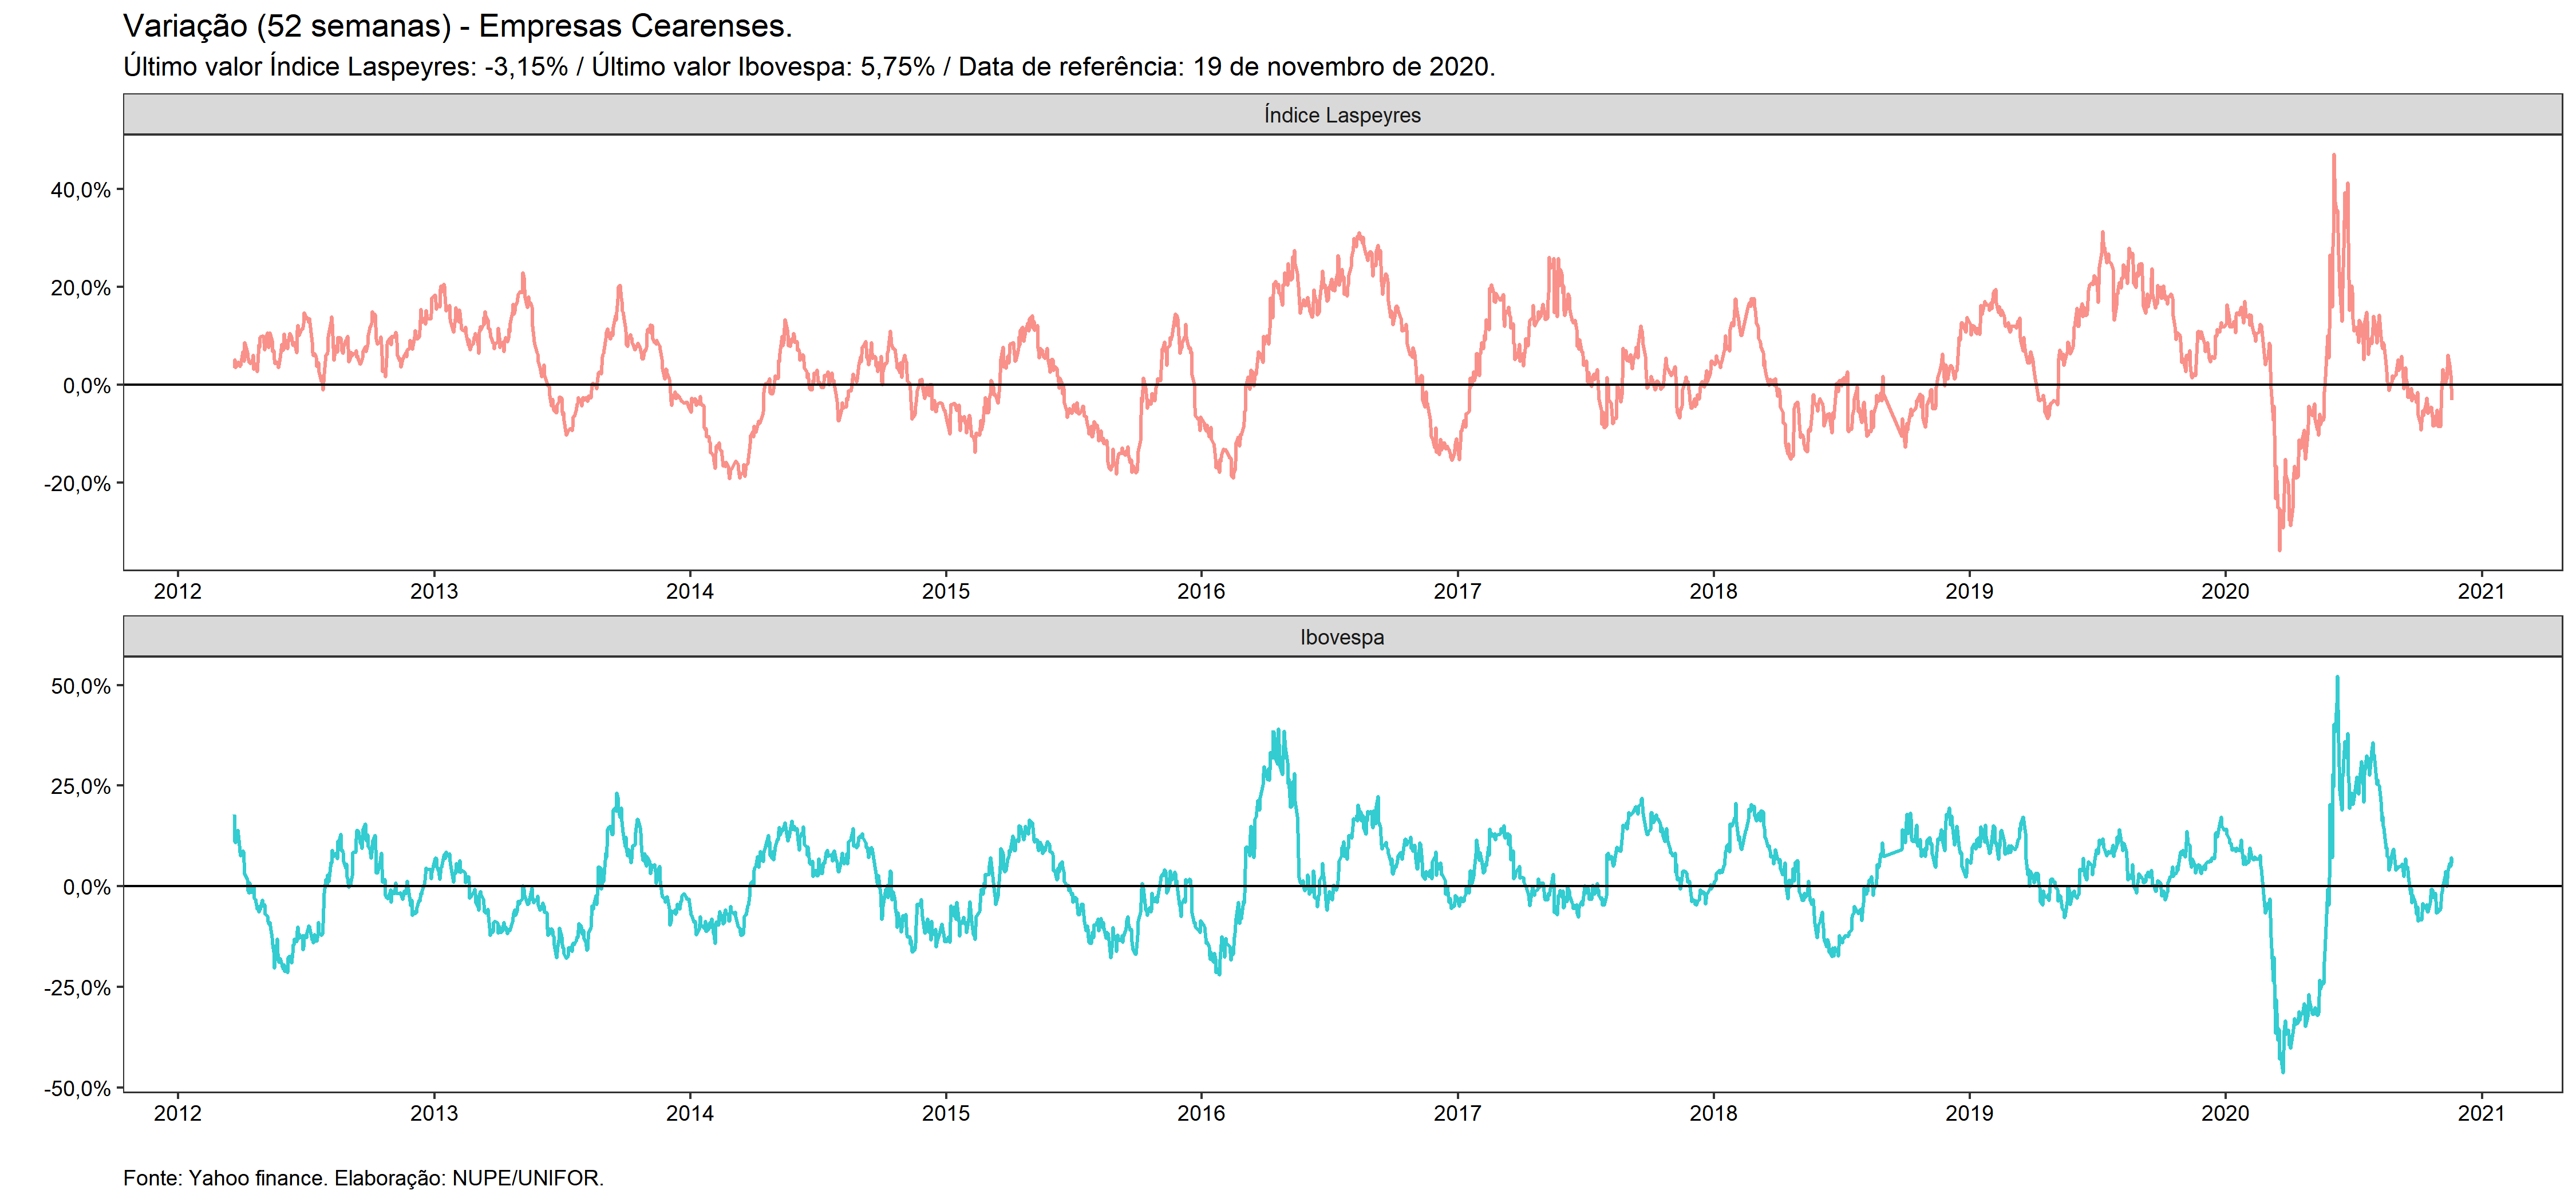 Variação (52 semanas) - Empresas Cearenses.
Último valor Índice Laspeyres: -3,15% / Último valor Ibovespa: 5,75% / Data de referência: 19 de novembro de 2020.
Índice Laspeyres
40,0%
20,0%
0,0%
-20,0%
2012 2013 2014 2015 2016 2017 2018 2019 2020 2021
Ibovespa
50,0%
25,0%
0,0%
-25,0%
-50,0%
2012 2013 2014 2015 2016 2017 2018 2019 2020 2021
Fonte: Yahoo finance. Elaboração: NUPE/UNIFOR.